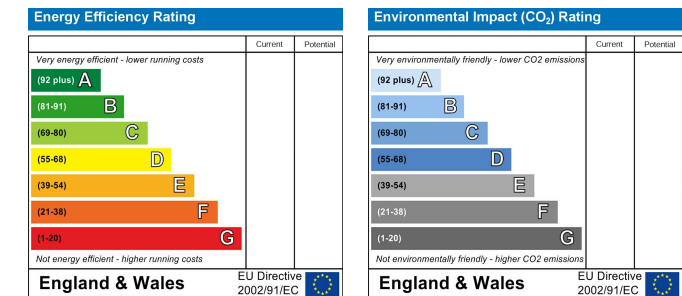 Energy Efficiency Rating
Current Potential
Very energy efficient - lower running costs
(92 plus) A
(81-91) B
(69-80) C
(55-68) D
(39-54) E
(21-38) F
(1-20) G
Not energy efficient - higher running costs
England & Wales
EU Directive
2002/91/EC
Environmental Impact (CO2) Rating
Current Potential
Very environmentally friendly - lower CO2 emissions
(92 plus) A
(81-91) B
(69-80) C
(55-68) D
(39-54) E
(21-38) F
(1-20) G
Not environmentally friendly - higher CO2 emissions
England & Wales
EU Directive
2002/91/EC